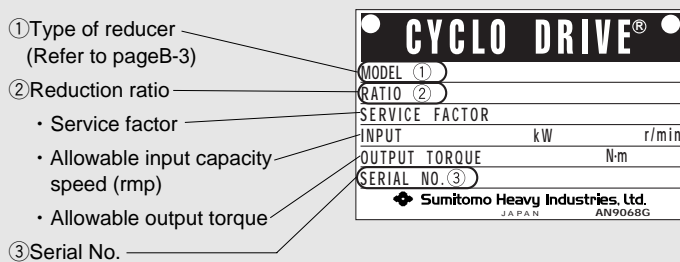 ①Type of reducer
(Refer to pageB-3)
②Reduction ratio
・Service factor
・Allowable input capacity
speed (rmp)
・Allowable output torque
③Serial No.
CYCLO DRIVE®
MODEL ①
RATIO ②
SERVICE FACTOR
INPUT kW r/min
OUTPUT TORQUE N·m
SERIAL NO.③
Sumitomo Heavy Industries, Ltd.
JAPAN AN9068G